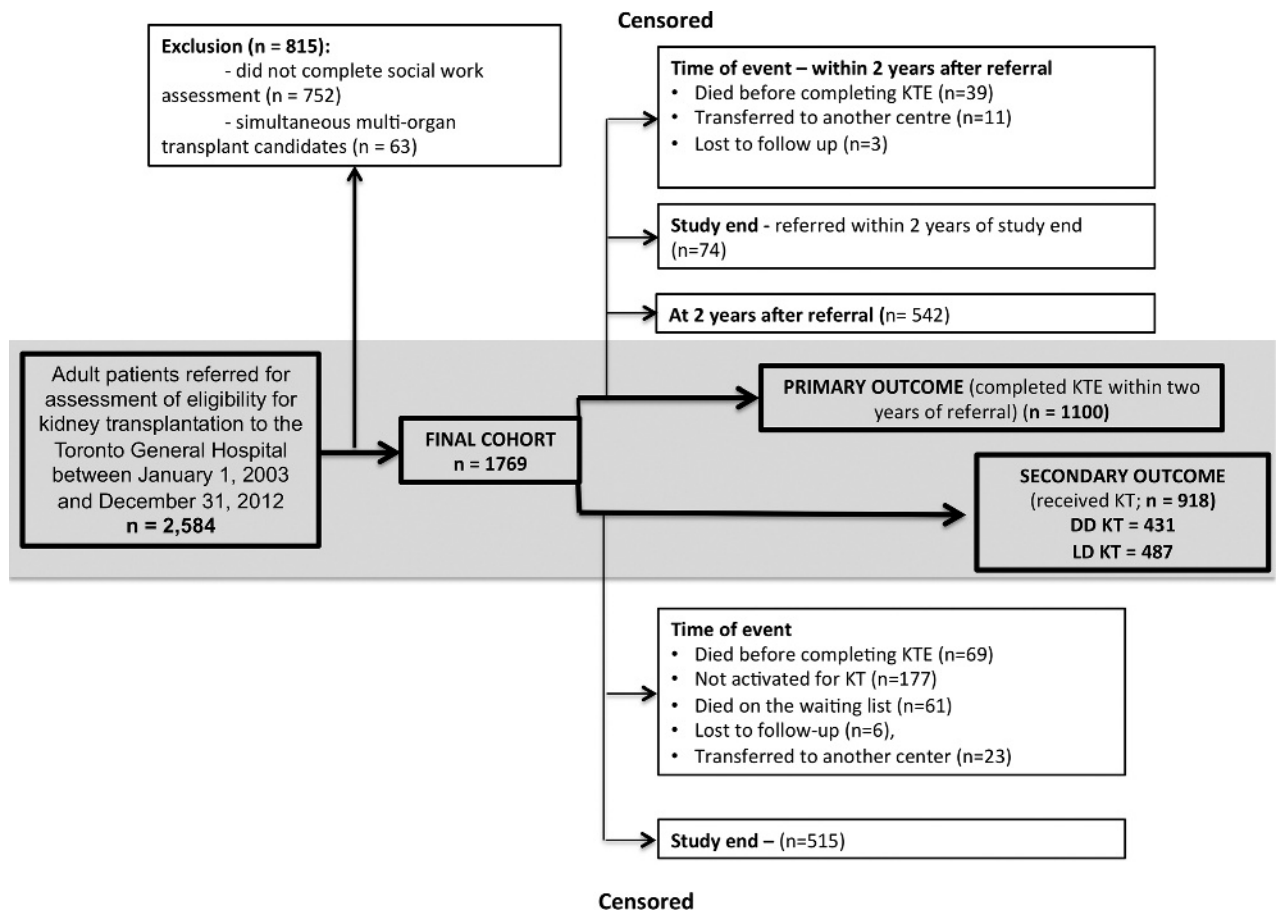 Censored
Exclusion (n = 815):
- did not complete social work
assessment (n = 752)
- simultaneous multi-organ
transplant candidates (n = 63)
Time of event – within 2 years after referral
• Died before completing KTE (n=39)
• Transferred to another centre (n=11)
• Lost to follow up (n=3)
Study end - referred within 2 years of study end
(n=74)
At 2 years after referral (n= 542)
Adult patients referred for
assessment of eligibility for
kidney transplantation to the
Toronto General Hospital
between January 1, 2003
and December 31, 2012
n = 2,584
FINAL COHORT
n = 1769
PRIMARY OUTCOME (completed KTE within two
years of referral) (n = 1100)
SECONDARY OUTCOME
(received KT; n = 918)
DD KT = 431
LD KT = 487
Time of event
• Died before completing KTE (n=69)
• Not activated for KT (n=177)
• Died on the waiting list (n=61)
• Lost to follow-up (n=6),
• Transferred to another center (n=23)
Study end – (n=515)
Censored